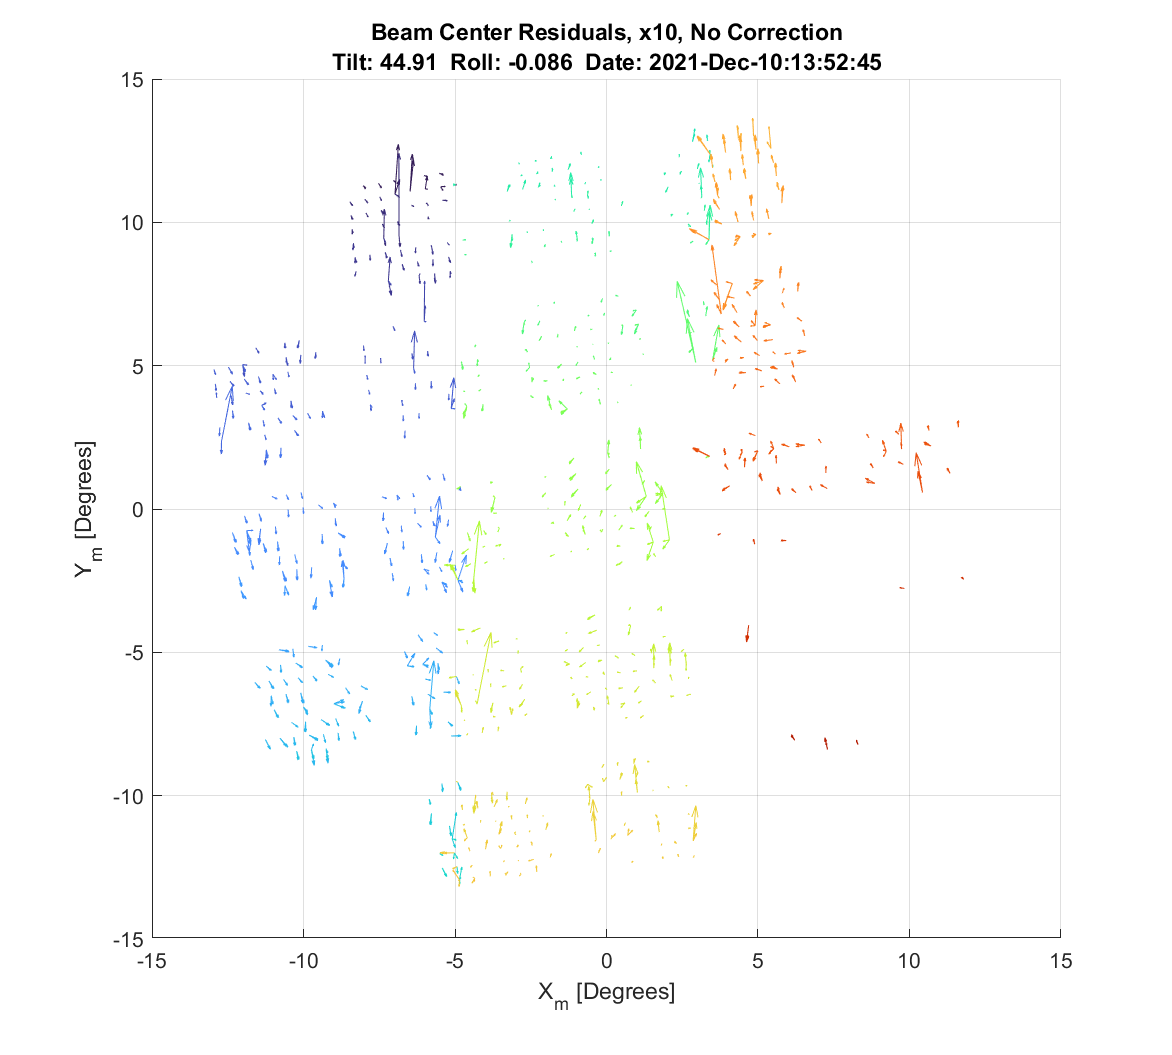 Beam Center Residuals, x10, No Correction
Tilt: 44.91 Roll: -0.086 Date: 2021-Dec-10:13:52:45
15
10
5
0
-5
-10
-15
Y_m [Degrees]
-15 -10 -5 0 5 10 15
X_m [Degrees]